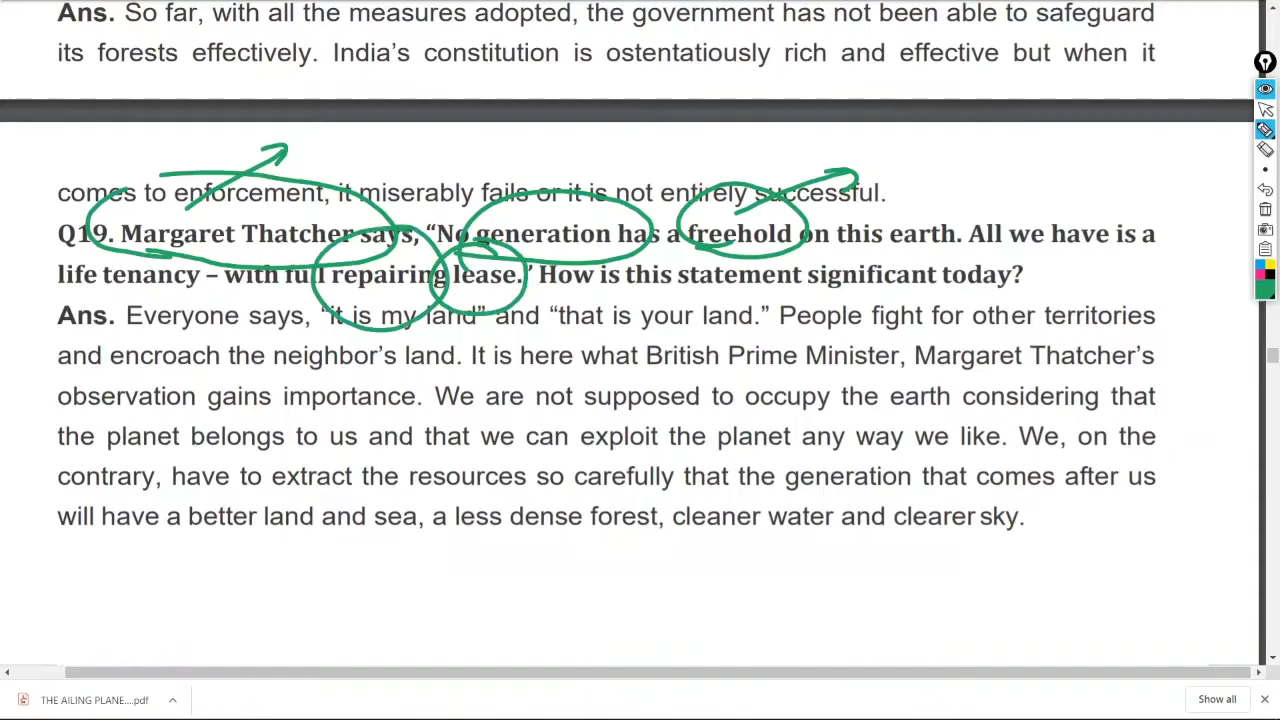 Ans. So far, with all the measures adopted, the government has not been able to safeguard
its forests effectively. India’s constitution is ostentatiously rich and effective but when it
comes to enforcement, it miserably fails or it is not entirely successful.
Q19. Margaret Thatcher says, “No generation has a freehold on this earth. All we have is a
life tenancy – with full repairing lease.’ How is this statement significant today?
Ans. Everyone says, “it is my land” and “that is your land.” People fight for other territories
and encroach the neighbor’s land. It is here what British Prime Minister, Margaret Thatcher’s
observation gains importance. We are not supposed to occupy the earth considering that
the planet belongs to us and that we can exploit the planet any way we like. We, on the
contrary, have to extract the resources so carefully that the generation that comes after us
will have a better land and sea, a less dense forest, cleaner water and clearer sky.
THE AILING PLANE....pdf
Show all